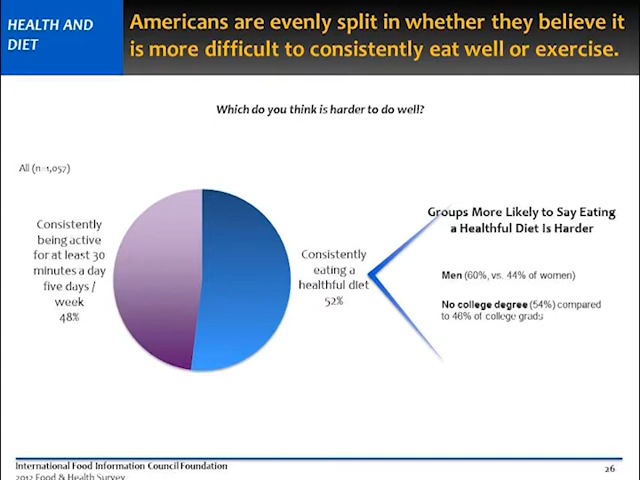 HEALTH AND
DIET
Americans are evenly split in whether they believe it
is more difficult to consistently eat well or exercise.
Which do you think is harder to do well?
All (n=1,057)
Consistently
being active
for at least 30
minutes a day
five days /
week
48%
Consistently
eating a
healthful diet
52%
Groups More Likely to Say Eating
a Healthful Diet Is Harder
Men (60%, vs. 44% of women)
No college degree (54%) compared
to 46% of college grads
International Food Information Council Foundation
2012 Food & Health Survey
26